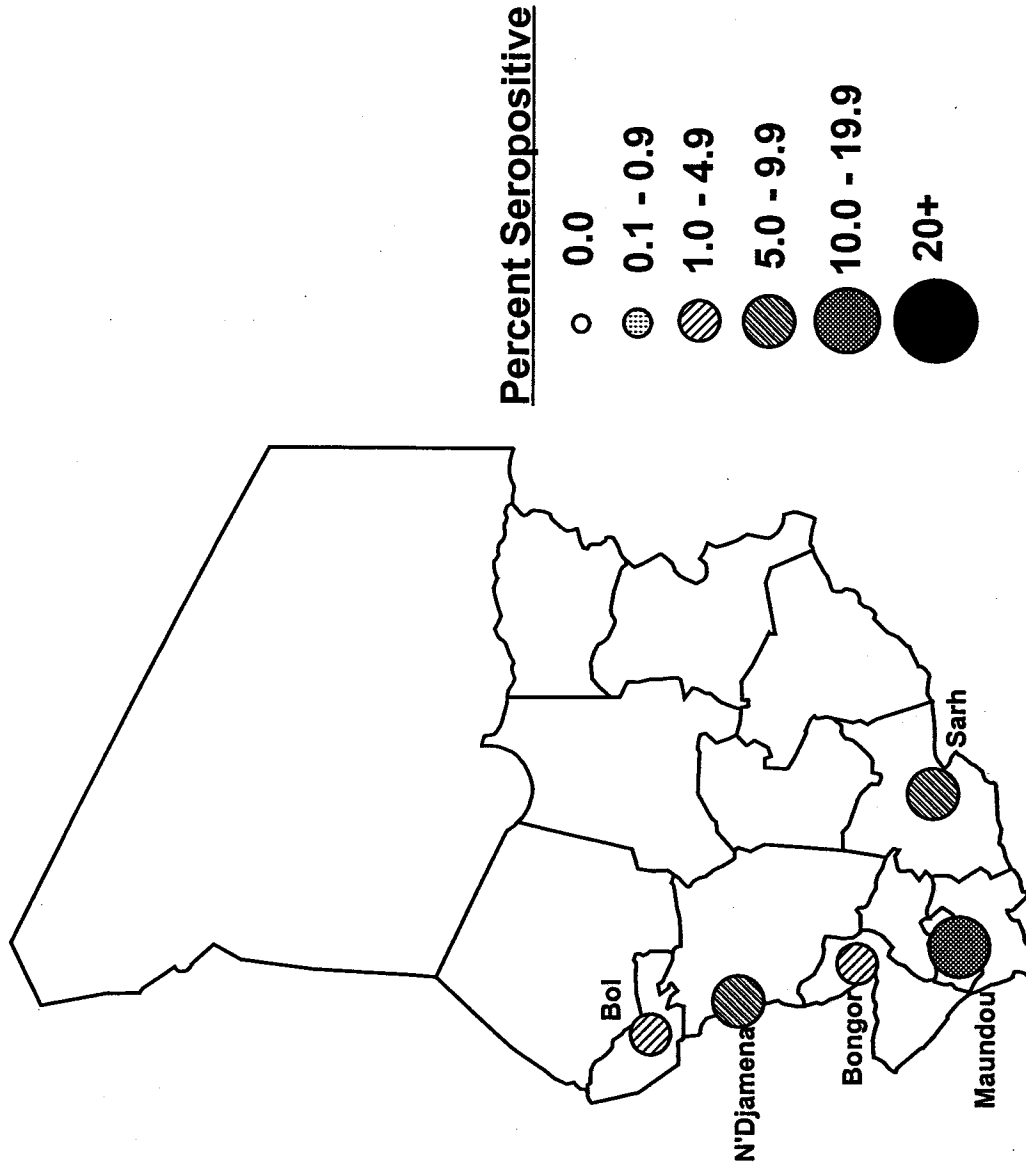 Percent Seropositive
0.0
0.1 - 0.9
1.0 - 4.9
5.0 - 9.9
10.0 - 19.9
20+
Bol
N'Djamena
Bongor
Maundou
Sarh